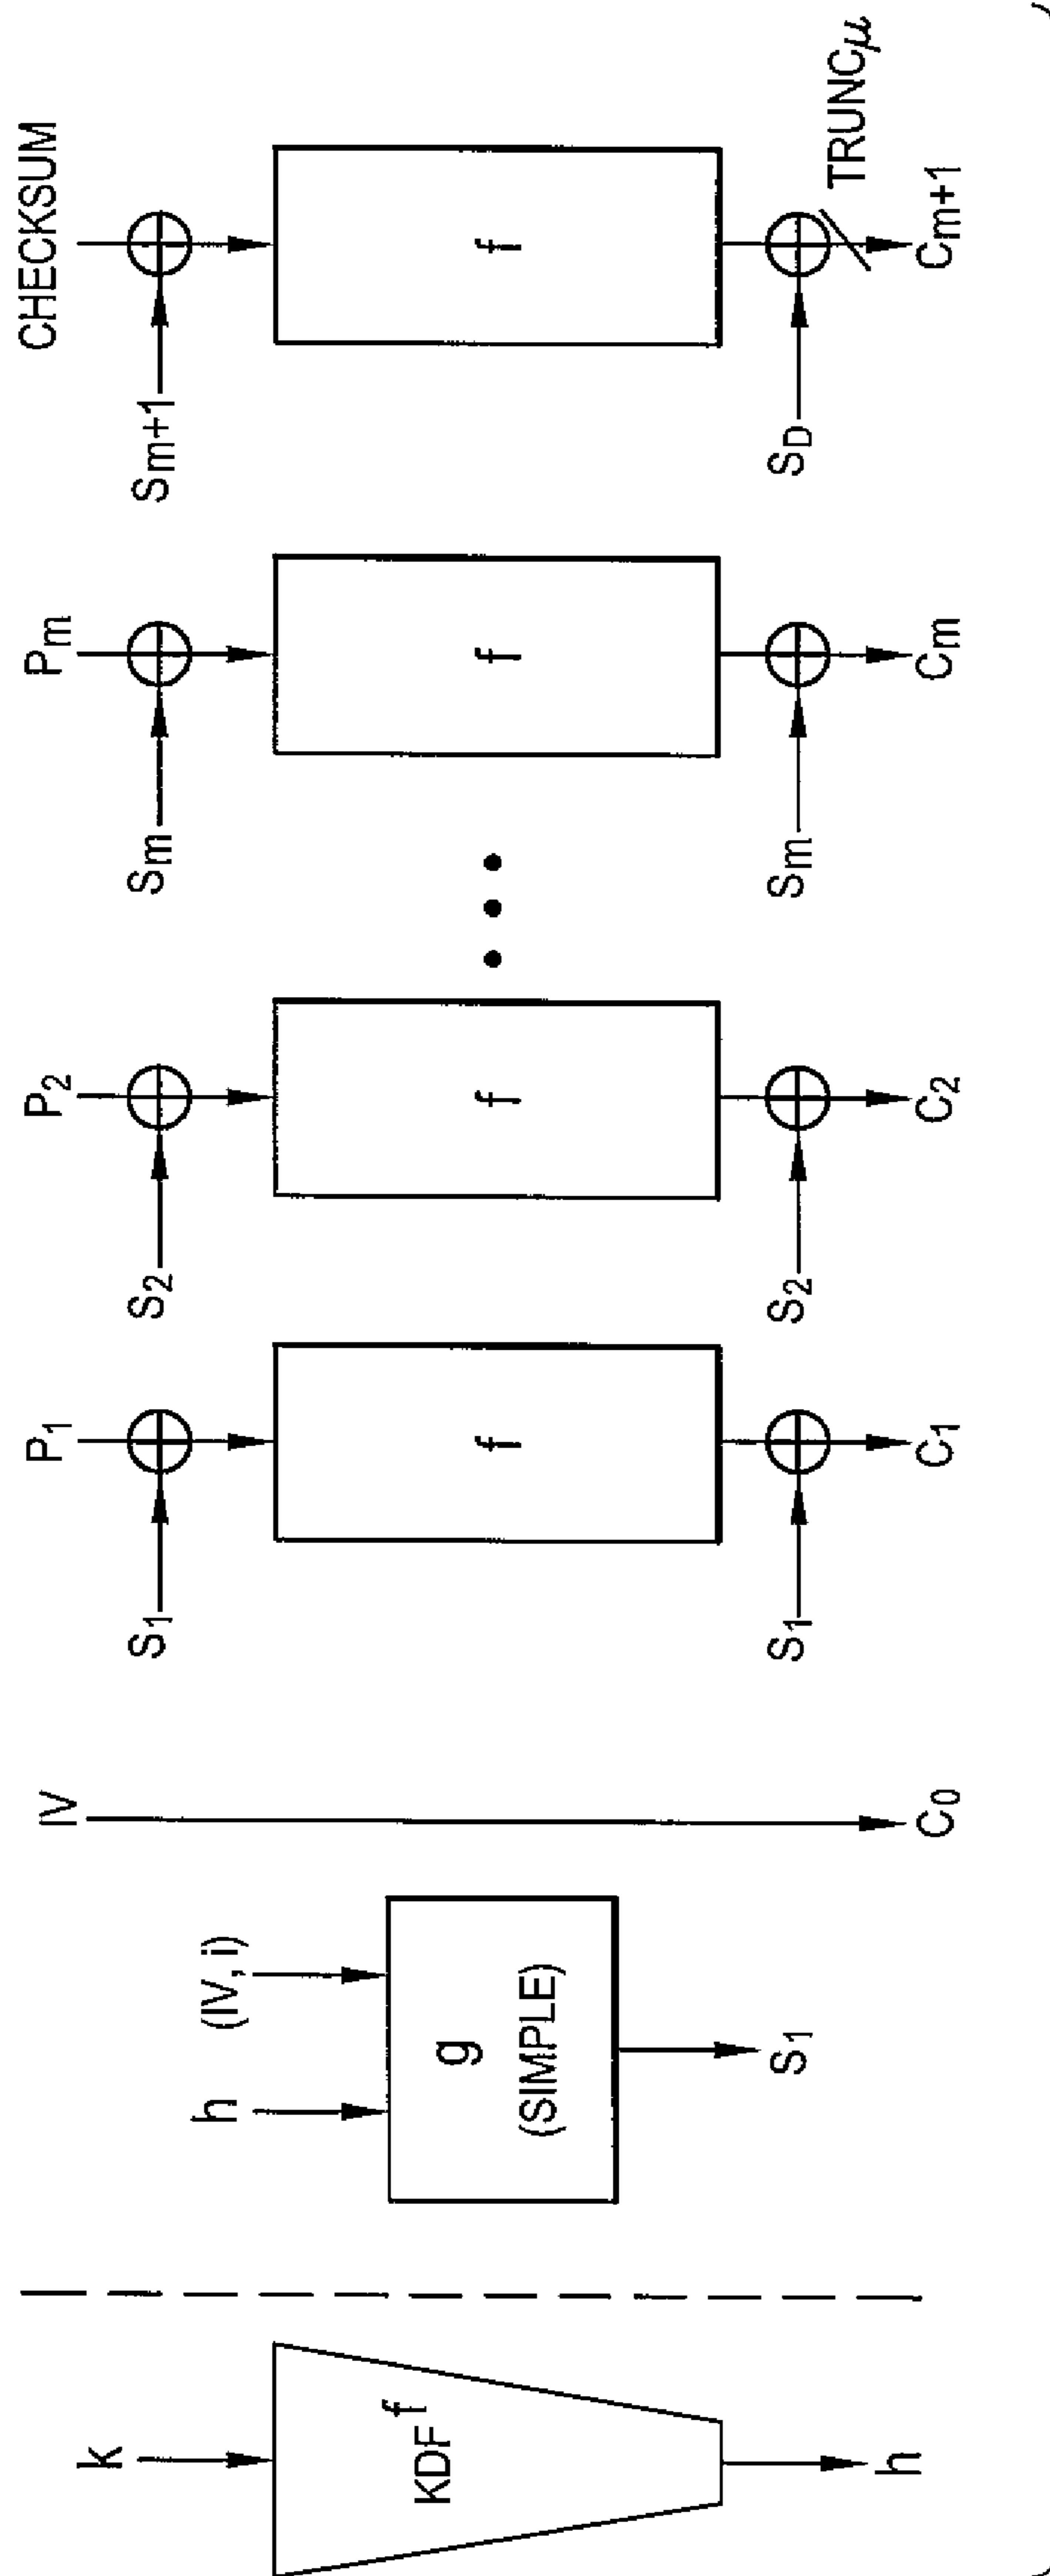 k
KDF^f
h
h
(IV, i)
g
(SIMPLE)
S₁
IV
C₀
P₁
S₁
f
S₁
C₁
P₂
S₂
f
S₂
C₂
• • •
Pₘ
Sₘ
f
Sₘ
Cₘ
CHECKSUM
Sₘ₊₁
f
S_D
TRUNCμ
Cₘ₊₁